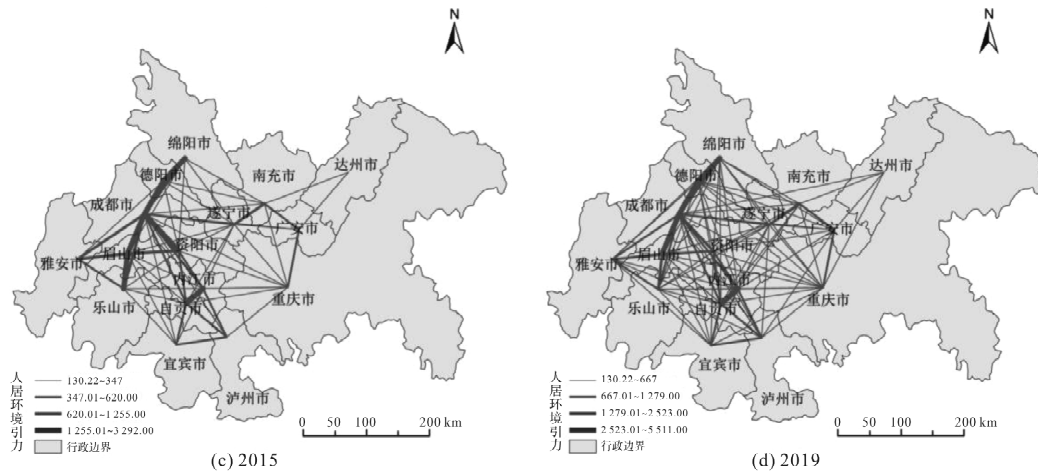 N
绵阳市
德阳市
达州市
南充市
成都市
遂宁市
广安市
资阳市
眉山市
雅安市
内江市
重庆市
乐山市
自贡市
宜宾市
泸州市
人居环境引力
130.22~347
347.01~620.00
620.01~1 255.00
1 255.01~3 292.00
行政边界
0 50 100 200 km
(c) 2015
N
绵阳市
德阳市
达州市
南充市
成都市
遂宁市
广安市
资阳市
眉山市
雅安市
内江市
重庆市
乐山市
自贡市
宜宾市
泸州市
人居环境引力
130.22~667
667.01~1 279.00
1 279.01~2 523.00
2 523.01~5 511.00
行政边界
0 50 100 200 km
(d) 2019